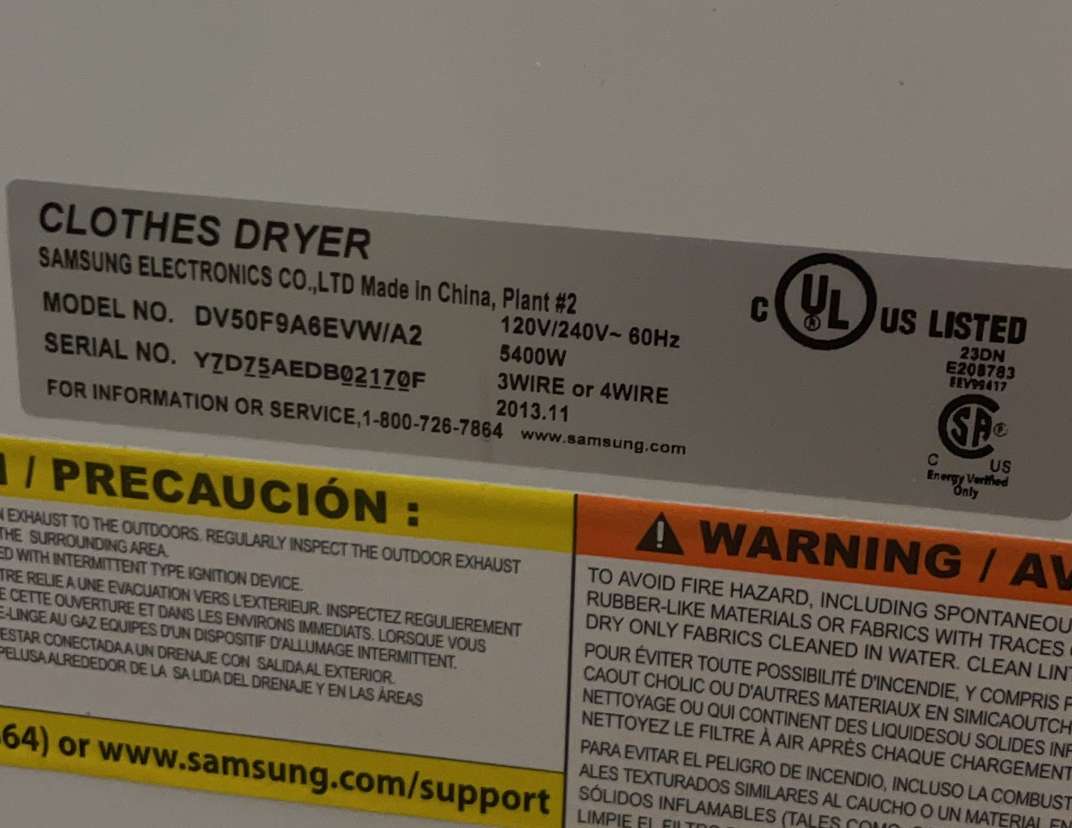 CLOTHES DRYER
SAMSUNG ELECTRONICS CO.,LTD Made in China, Plant #2
MODEL NO. DV50F9A6EVW/A2
120V/240V~ 60Hz
SERIAL NO. Y7D75AEDB02170F
5400W
3WIRE or 4WIRE
2013.11
FOR INFORMATION OR SERVICE,1-800-726-7864 www.samsung.com
C UL ® US LISTED
23DN
E208783
EEV99417
SA ®
C US
Energy Verified
Only
/ PRECAUCIÓN :
EXHAUST TO THE OUTDOORS. REGULARLY INSPECT THE OUTDOOR EXHAUST
THE SURROUNDING AREA.
ED WITH INTERMITTENT TYPE IGNITION DEVICE.
TRE RELIE A UNE EVACUATION VERS L'EXTERIEUR. INSPECTEZ REGULIEREMENT
E CETTE OUVERTURE ET DANS LES ENVIRONS IMMEDIATS. LORSQUE VOUS
E-LINGE AU GAZ EQUIPES D'UN DISPOSITIF D'ALLUMAGE INTERMITTENT.
ESTAR CONECTADA A UN DRENAJE CON SALIDA AL EXTERIOR.
PELUSA ALREDEDOR DE LA SALIDA DEL DRENAJE Y EN LAS ÁREAS
64) or www.samsung.com/support
WARNING / AV
TO AVOID FIRE HAZARD, INCLUDING SPONTANEOU
RUBBER-LIKE MATERIALS OR FABRICS WITH TRACES
DRY ONLY FABRICS CLEANED IN WATER. CLEAN LINT
POUR ÉVITER TOUTE POSSIBILITÉ D'INCENDIE, Y COMPRIS
CAOUT CHOLIC OU D'AUTRES MATERIAUX EN SIMICAOUTCH
NETTOYAGE OU QUI CONTINENT DES LIQUIDESOU SOLIDES INF
NETTOYEZ LE FILTRE À AIR APRÈS CHAQUE CHARGEMENT
PARA EVITAR EL PELIGRO DE INCENDIO, INCLUSO LA COMBUST
ALES TEXTURADOS SIMILARES AL CAUCHO O UN MATERIAL EN
SÓLIDOS INFLAMABLES (TALES COMO
LIMPIE EL FILTRO